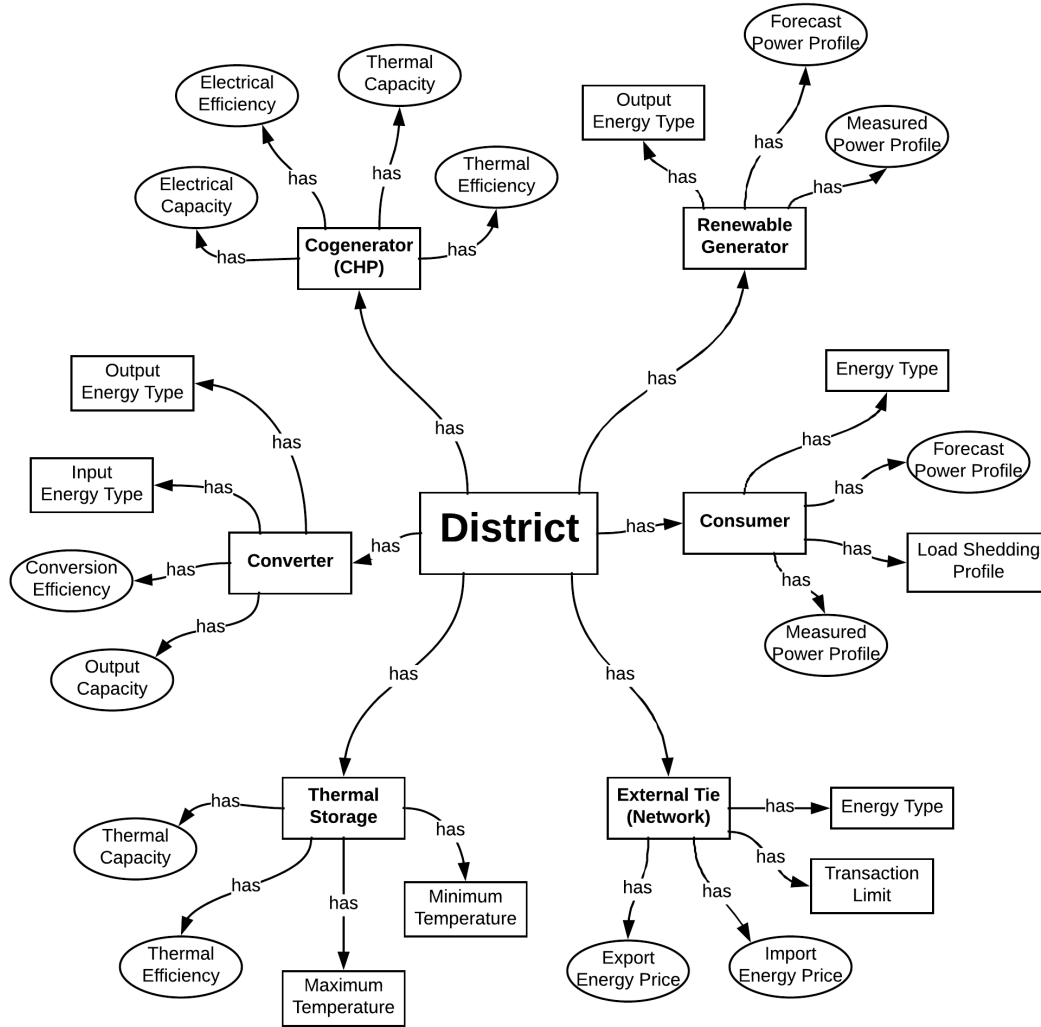 Forecast
Power Profile
Thermal
Capacity
Electrical
Efficiency
Output
Energy Type
Measured
Power Profile
has
Thermal
Efficiency
has
has
has
has
Electrical
Capacity
has
Renewable
Generator
Cogenerator
(CHP)
has
has
Output
Energy Type
Energy Type
has
has
has
has
Forecast
Power Profile
Input
Energy Type
has
has
District
has
Consumer
has
Load Shedding
Profile
has
Converter
Conversion
Efficiency
has
has
has
Measured
Power Profile
Output
Capacity
has
has
Thermal
Storage
External Tie
(Network)
has
has
Energy Type
Thermal
Capacity
has
has
Transaction
Limit
has
has
has
has
Minimum
Temperature
Thermal
Efficiency
Export
Energy Price
Import
Energy Price
Maximum
Temperature